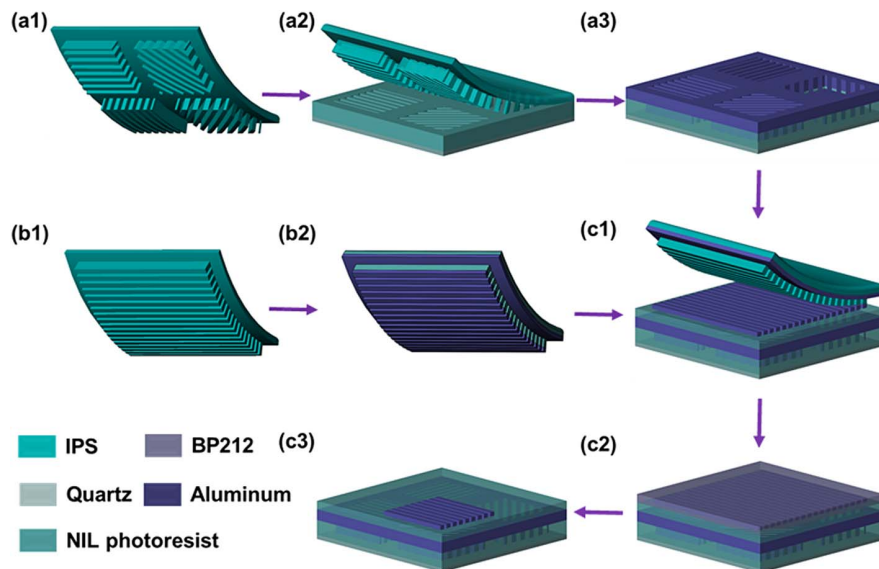 (a1)
(a2)
(a3)
(b1)
(b2)
(c1)
IPS
BP212
Quartz
Aluminum
NIL photoresist
(c3)
(c2)